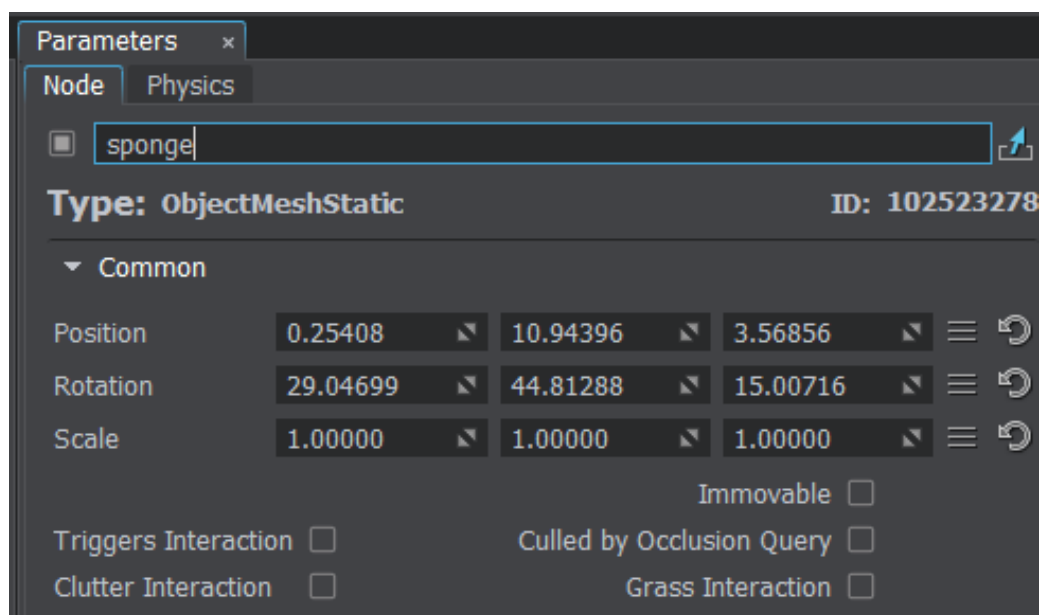 Parameters ×
Node Physics
sponge
Type: ObjectMeshStatic ID: 102523278
Common
Position 0.25408 10.94396 3.56856
Rotation 29.04699 44.81288 15.00716
Scale 1.00000 1.00000 1.00000
Immovable
Triggers Interaction Culled by Occlusion Query
Clutter Interaction Grass Interaction